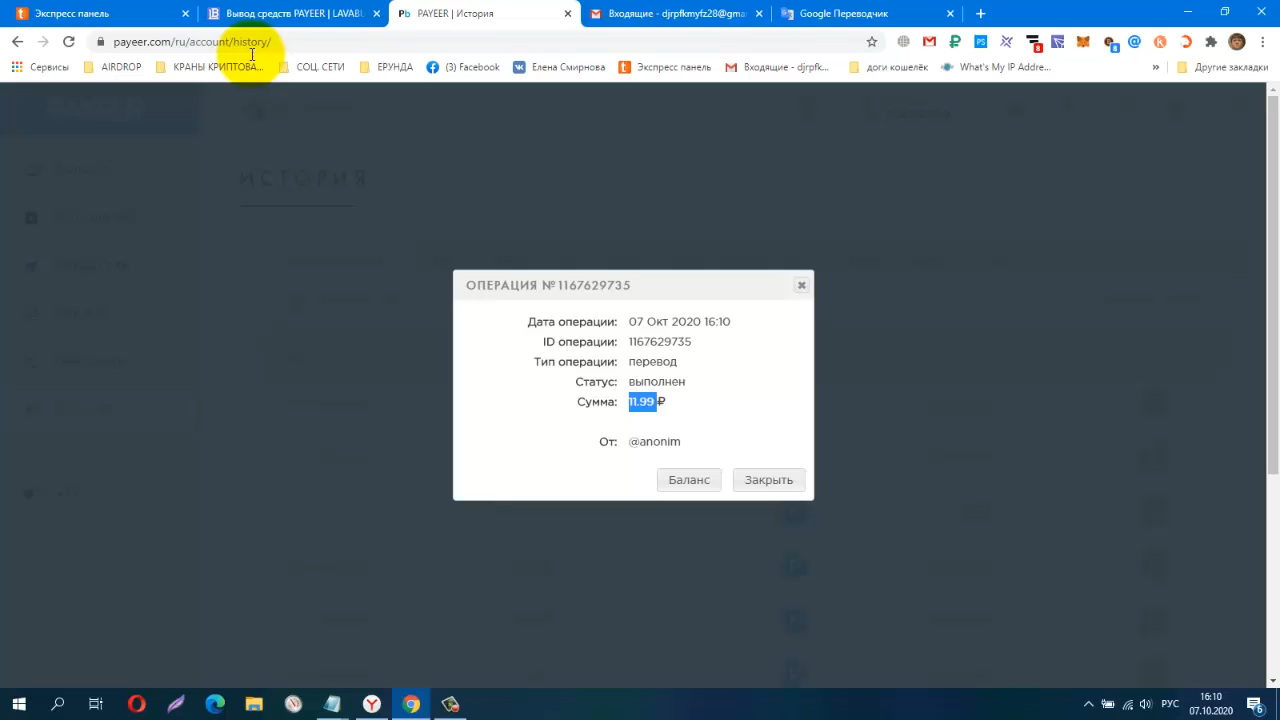 Экспресс панель
Вывод средств PAYEER | LAVABU
PAYEER | История
Входящие - djrpfkmyfz28@gmai
Google Переводчик
payeer.com/ru/account/history/
Сервисы
AIRDROP
КРАНЫ КРИПТОВА...
СОЦ. СЕТИ
ЕРУНДА
(3) Facebook
Елена Смирнова
Экспресс панель
Входящие - djrpfk...
доги кошелёк
What's My IP Addre...
»
Другие закладки
ИСТОРИЯ
ОПЕРАЦИЯ №1167629735
Дата операции: 07 Окт 2020 16:10
ID операции: 1167629735
Тип операции: перевод
Статус: выполнен
Сумма: 11.99 ₽
От: @anonim
Баланс
Закрыть
РУС
16:10
07.10.2020